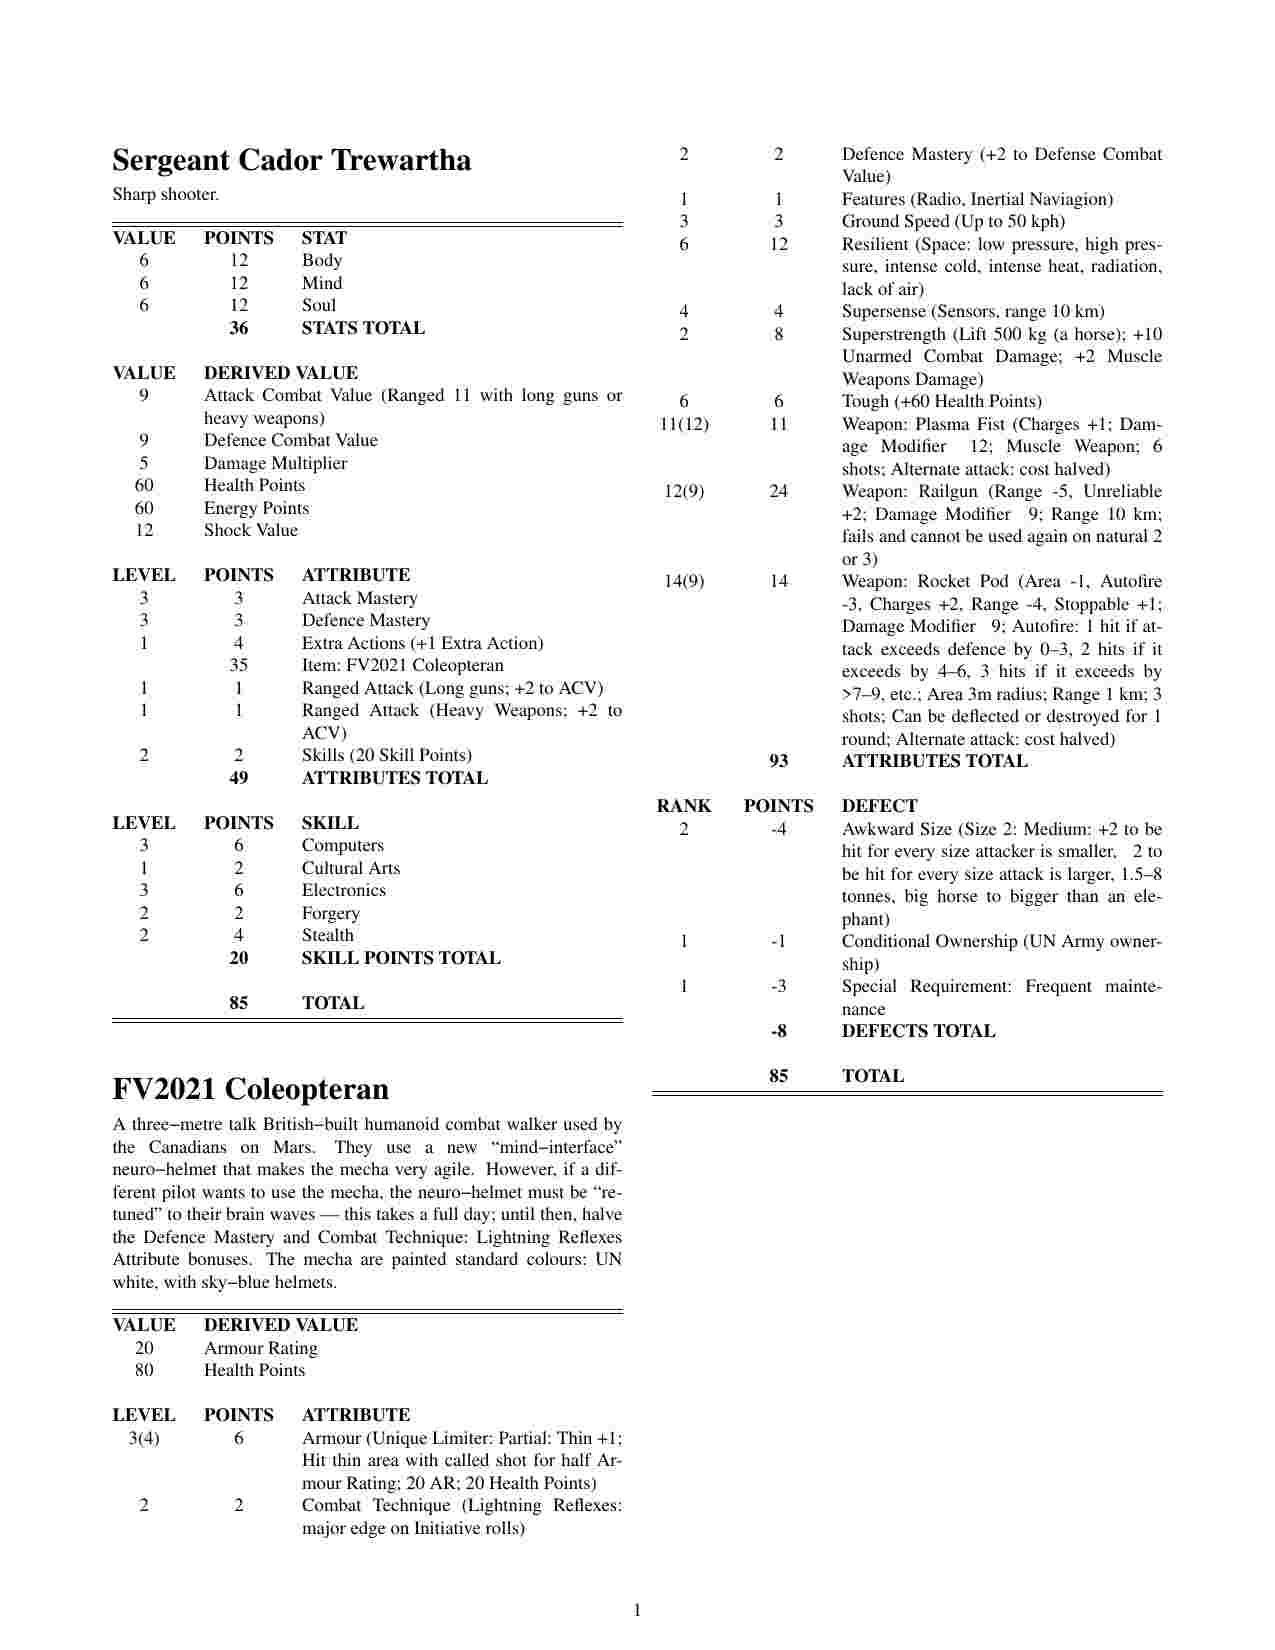 Sergeant Cador Trewartha
Sharp shooter.
VALUE POINTS STAT
6 12 Body
6 12 Mind
6 12 Soul
36 STATS TOTAL
VALUE DERIVED VALUE
9 Attack Combat Value (Ranged 11 with long guns or
heavy weapons)
9 Defence Combat Value
5 Damage Multiplier
60 Health Points
60 Energy Points
12 Shock Value
LEVEL POINTS ATTRIBUTE
3 3 Attack Mastery
3 3 Defence Mastery
1 4 Extra Actions (+1 Extra Action)
35 Item: FV2021 Coleopteran
1 1 Ranged Attack (Long guns; +2 to ACV)
1 1 Ranged Attack (Heavy Weapons; +2 to
ACV)
2 2 Skills (20 Skill Points)
49 ATTRIBUTES TOTAL
LEVEL POINTS SKILL
3 6 Computers
1 2 Cultural Arts
3 6 Electronics
2 2 Forgery
2 4 Stealth
20 SKILL POINTS TOTAL
85 TOTAL
FV2021 Coleopteran
A three−metre talk British−built humanoid combat walker used by
the Canadians on Mars. They use a new “mind−interface”
neuro−helmet that makes the mecha very agile. However, if a dif-
ferent pilot wants to use the mecha, the neuro−helmet must be “re-
tuned” to their brain waves — this takes a full day; until then, halve
the Defence Mastery and Combat Technique: Lightning Reflexes
Attribute bonuses. The mecha are painted standard colours: UN
white, with sky−blue helmets.
VALUE DERIVED VALUE
20 Armour Rating
80 Health Points
LEVEL POINTS ATTRIBUTE
3(4) 6 Armour (Unique Limiter: Partial: Thin +1;
Hit thin area with called shot for half Ar-
mour Rating; 20 AR; 20 Health Points)
2 2 Combat Technique (Lightning Reflexes:
major edge on Initiative rolls)
2 2 Defence Mastery (+2 to Defense Combat
Value)
1 1 Features (Radio, Inertial Naviagion)
3 3 Ground Speed (Up to 50 kph)
6 12 Resilient (Space: low pressure, high pres-
sure, intense cold, intense heat, radiation,
lack of air)
4 4 Supersense (Sensors, range 10 km)
2 8 Superstrength (Lift 500 kg (a horse); +10
Unarmed Combat Damage; +2 Muscle
Weapons Damage)
6 6 Tough (+60 Health Points)
11(12) 11 Weapon: Plasma Fist (Charges +1; Dam-
age Modifier 12; Muscle Weapon; 6
shots; Alternate attack: cost halved)
12(9) 24 Weapon: Railgun (Range -5, Unreliable
+2; Damage Modifier 9; Range 10 km;
fails and cannot be used again on natural 2
or 3)
14(9) 14 Weapon: Rocket Pod (Area -1, Autofire
-3, Charges +2, Range -4, Stoppable +1;
Damage Modifier 9; Autofire: 1 hit if at-
tack exceeds defence by 0–3, 2 hits if it
exceeds by 4–6, 3 hits if it exceeds by
>7–9, etc.; Area 3m radius; Range 1 km; 3
shots; Can be deflected or destroyed for 1
round; Alternate attack: cost halved)
93 ATTRIBUTES TOTAL
RANK POINTS DEFECT
2 -4 Awkward Size (Size 2: Medium: +2 to be
hit for every size attacker is smaller, 2 to
be hit for every size attack is larger, 1.5–8
tonnes, big horse to bigger than an ele-
phant)
1 -1 Conditional Ownership (UN Army owner-
ship)
1 -3 Special Requirement: Frequent mainte-
nance
-8 DEFECTS TOTAL
85 TOTAL
1